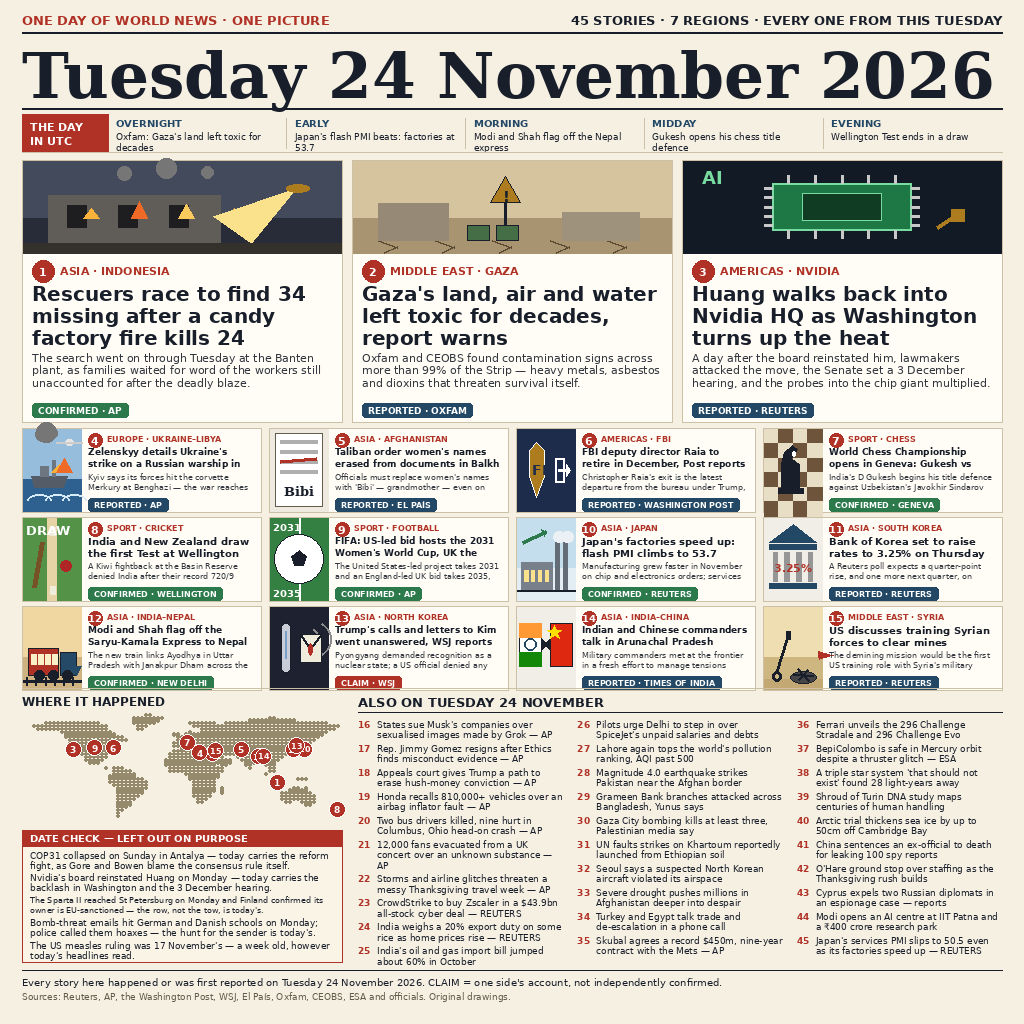 ONE DAY OF WORLD NEWS · ONE PICTURE
45 STORIES · 7 REGIONS · EVERY ONE FROM THIS TUESDAY
Tuesday 24 November 2026
THE DAY
IN UTC
OVERNIGHT
Oxfam: Gaza's land left toxic for
decades
EARLY
Japan's flash PMI beats: factories at
53.7
MORNING
Modi and Shah flag off the Nepal
express
MIDDAY
Gukesh opens his chess title
defence
EVENING
Wellington Test ends in a draw
1 ASIA · INDONESIA
Rescuers race to find 34
missing after a candy
factory fire kills 24
The search went on through Tuesday at the Banten
plant, as families waited for word of the workers still
unaccounted for after the deadly blaze.
CONFIRMED · AP
!
2 MIDDLE EAST · GAZA
Gaza's land, air and water
left toxic for decades,
report warns
Oxfam and CEOBS found contamination signs across
more than 99% of the Strip — heavy metals, asbestos
and dioxins that threaten survival itself.
REPORTED · OXFAM
AI
3 AMERICAS · NVIDIA
Huang walks back into
Nvidia HQ as Washington
turns up the heat
A day after the board reinstated him, lawmakers
attacked the move, the Senate set a 3 December
hearing, and the probes into the chip giant multiplied.
REPORTED · REUTERS
4 EUROPE · UKRAINE-LIBYA
Zelenskyy details Ukraine's
strike on a Russian warship in
Kyiv says its forces hit the corvette
Merkury at Benghazi — the war reaches
REPORTED · AP
Bibi
5 ASIA · AFGHANISTAN
Taliban order women's names
erased from documents in Balkh
Officials must replace women's names
with 'Bibi' — grandmother — even on
REPORTED · EL PAÍS
6 AMERICAS · FBI
FBI deputy director Raia to
retire in December, Post reports
Christopher Raia's exit is the latest
departure from the bureau under Trump,
REPORTED · WASHINGTON POST
7 SPORT · CHESS
World Chess Championship
opens in Geneva: Gukesh vs
India's D Gukesh begins his title defence
against Uzbekistan's Javokhir Sindarov
CONFIRMED · GENEVA
DRAW
8 SPORT · CRICKET
India and New Zealand draw
the first Test at Wellington
A Kiwi fightback at the Basin Reserve
denied India after their record 720/9
CONFIRMED · WELLINGTON
2031
2035
9 SPORT · FOOTBALL
FIFA: US-led bid hosts the 2031
Women's World Cup, UK the
The United States-led project takes 2031
and an England-led UK bid takes 2035,
CONFIRMED · AP
10 ASIA · JAPAN
Japan's factories speed up:
flash PMI climbs to 53.7
Manufacturing grew faster in November
on chip and electronics orders; services
CONFIRMED · REUTERS
3.25%
11 ASIA · SOUTH KOREA
Bank of Korea set to raise
rates to 3.25% on Thursday
A Reuters poll expects a quarter-point
rise, and one more next quarter, on
REPORTED · REUTERS
12 ASIA · INDIA-NEPAL
Modi and Shah flag off the
Saryu-Kamala Express to Nepal
The new train links Ayodhya in Uttar
Pradesh with Janakpur Dham across the
CONFIRMED · NEW DELHI
13 ASIA · NORTH KOREA
Trump's calls and letters to Kim
went unanswered, WSJ reports
Pyongyang demanded recognition as a
nuclear state; a US official denied any
CLAIM · WSJ
14 ASIA · INDIA-CHINA
Indian and Chinese commanders
talk in Arunachal Pradesh
Military commanders met at the frontier
in a fresh effort to manage tensions
REPORTED · TIMES OF INDIA
15 MIDDLE EAST · SYRIA
US discusses training Syrian
forces to clear mines
The demining mission would be the first
US training role with Syria's military
REPORTED · REUTERS
WHERE IT HAPPENED
3 9 6 7 4 15 5 14 13 1 8
DATE CHECK — LEFT OUT ON PURPOSE
COP31 collapsed on Sunday in Antalya — today carries the reform
fight, as Gore and Bowen blame the consensus rule itself.
Nvidia's board reinstated Huang on Monday — today carries the
backlash in Washington and the 3 December hearing.
The Sparta II reached St Petersburg on Monday and Finland confirmed its
owner is EU-sanctioned — the row, not the tow, is today's.
Bomb-threat emails hit German and Danish schools on Monday;
police called them hoaxes — the hunt for the sender is today's.
The US measles ruling was 17 November's — a week old, however
today's headlines read.
ALSO ON TUESDAY 24 NOVEMBER
16 States sue Musk's companies over
sexualised images made by Grok — AP
17 Rep. Jimmy Gomez resigns after Ethics
finds misconduct evidence — AP
18 Appeals court gives Trump a path to
erase hush-money conviction — AP
19 Honda recalls 810,000+ vehicles over an
airbag inflator fault — AP
20 Two bus drivers killed, nine hurt in
Columbus, Ohio head-on crash — AP
21 12,000 fans evacuated from a UK
concert over an unknown substance —
AP
22 Storms and airline glitches threaten a
messy Thanksgiving travel week — AP
23 CrowdStrike to buy Zscaler in a $43.9bn
all-stock cyber deal — REUTERS
24 India weighs a 20% export duty on some
rice as home prices rise — REUTERS
25 India's oil and gas import bill jumped
about 60% in October
26 Pilots urge Delhi to step in over
SpiceJet's unpaid salaries and debts
27 Lahore again tops the world's pollution
ranking, AQI past 500
28 Magnitude 4.0 earthquake strikes
Pakistan near the Afghan border
29 Grameen Bank branches attacked across
Bangladesh, Yunus says
30 Gaza City bombing kills at least three,
Palestinian media say
31 UN faults strikes on Khartoum reportedly
launched from Ethiopian soil
32 Seoul says a suspected North Korean
aircraft violated its airspace
33 Severe drought pushes millions in
Afghanistan deeper into despair
34 Turkey and Egypt talk trade and
de-escalation in a phone call
35 Skubal agrees a record $450m, nine-year
contract with the Mets — AP
36 Ferrari unveils the 296 Challenge
Stradale and 296 Challenge Evo
37 BepiColombo is safe in Mercury orbit
despite a thruster glitch — ESA
38 A triple star system 'that should not
exist' found 28 light-years away
39 Shroud of Turin DNA study maps
centuries of human handling
40 Arctic trial thickens sea ice by up to
50cm off Cambridge Bay
41 China sentences an ex-official to death
for leaking 100 spy reports
42 O'Hare ground stop over staffing as the
Thanksgiving rush builds
43 Cyprus expels two Russian diplomats in
an espionage case — reports
44 Modi opens an AI centre at IIT Patna and
a ₹400 crore research park
45 Japan's services PMI slips to 50.5 even
as its factories speed up — REUTERS
Every story here happened or was first reported on Tuesday 24 November 2026. CLAIM = one side's account, not independently confirmed.
Sources: Reuters, AP, the Washington Post, WSJ, El País, Oxfam, CEOBS, ESA and officials. Original drawings.